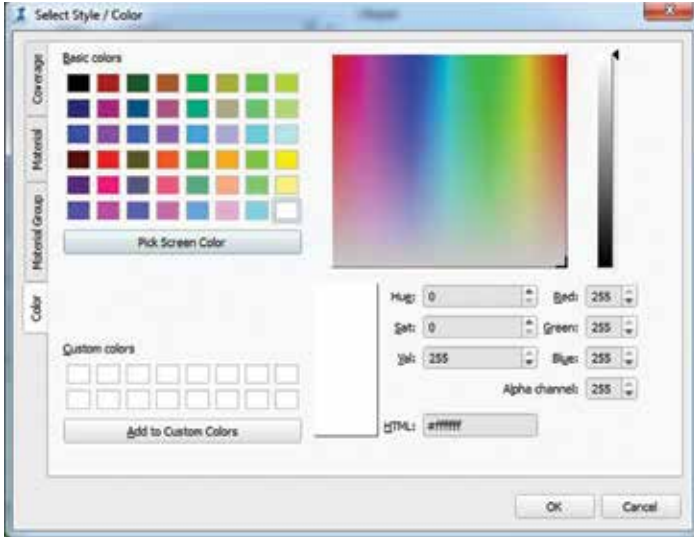 Select Style / Color
Coverage
Material
Material Group
Color
Basic colors
Pick Screen Color
Custom colors
Add to Custom Colors
Hue: 0
Sat: 0
Val: 255
Red: 255
Green: 255
Blue: 255
Alpha channel: 255
HTML: #ffffff
OK
Cancel